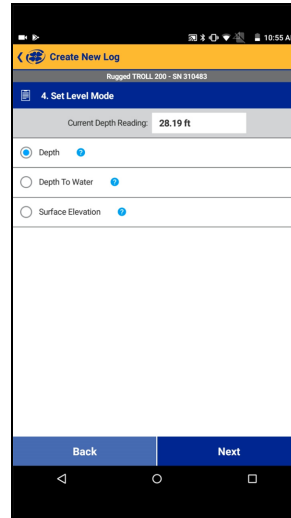 10:55 A
Create New Log
Rugged TROLL 200 - SN 310483
4. Set Level Mode
Current Depth Reading: 28.19 ft
Depth ?
Depth To Water ?
Surface Elevation ?
Back Next